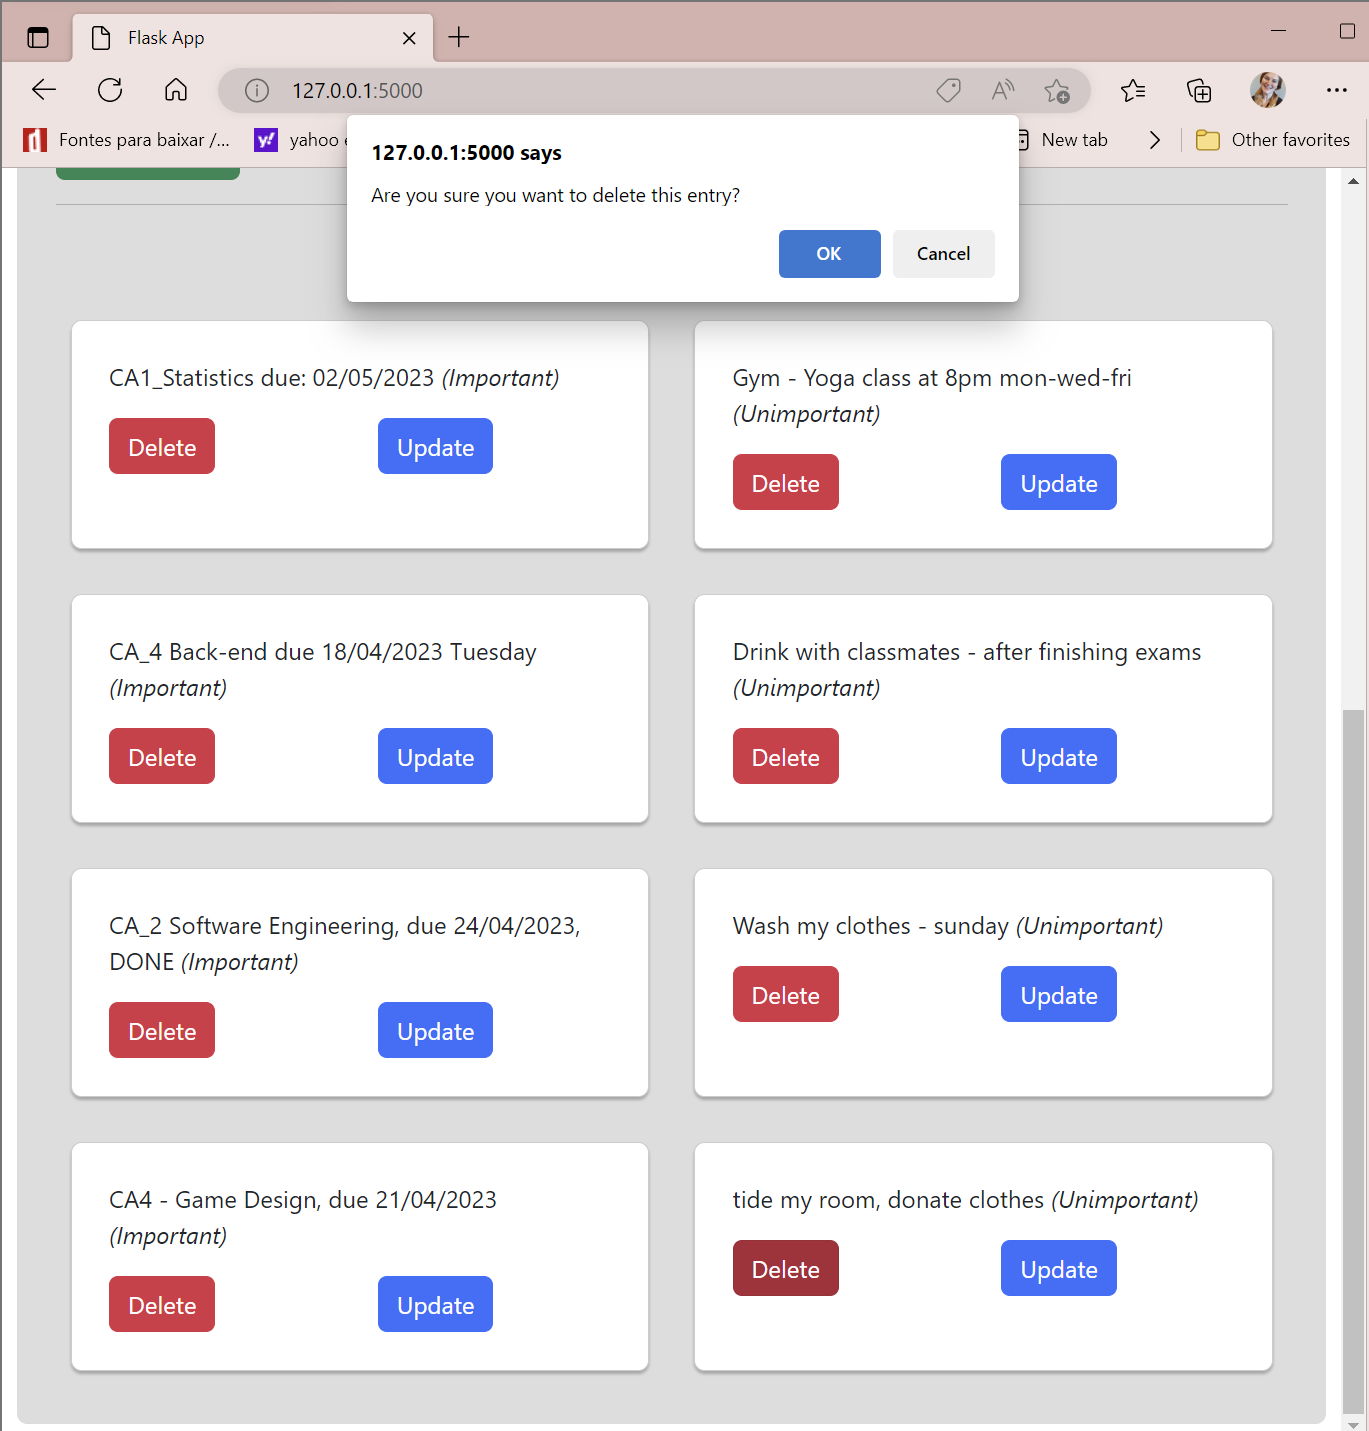 Flask App
127.0.0.1:5000
Fontes para baixar /...
yahoo
New tab
Other favorites
127.0.0.1:5000 says
Are you sure you want to delete this entry?
OK
Cancel
CA1_Statistics due: 02/05/2023 (Important)
Delete
Update
Gym - Yoga class at 8pm mon-wed-fri
(Unimportant)
Delete
Update
CA_4 Back-end due 18/04/2023 Tuesday
(Important)
Delete
Update
Drink with classmates - after finishing exams
(Unimportant)
Delete
Update
CA_2 Software Engineering, due 24/04/2023,
DONE (Important)
Delete
Update
Wash my clothes - sunday (Unimportant)
Delete
Update
CA4 - Game Design, due 21/04/2023
(Important)
Delete
Update
tide my room, donate clothes (Unimportant)
Delete
Update